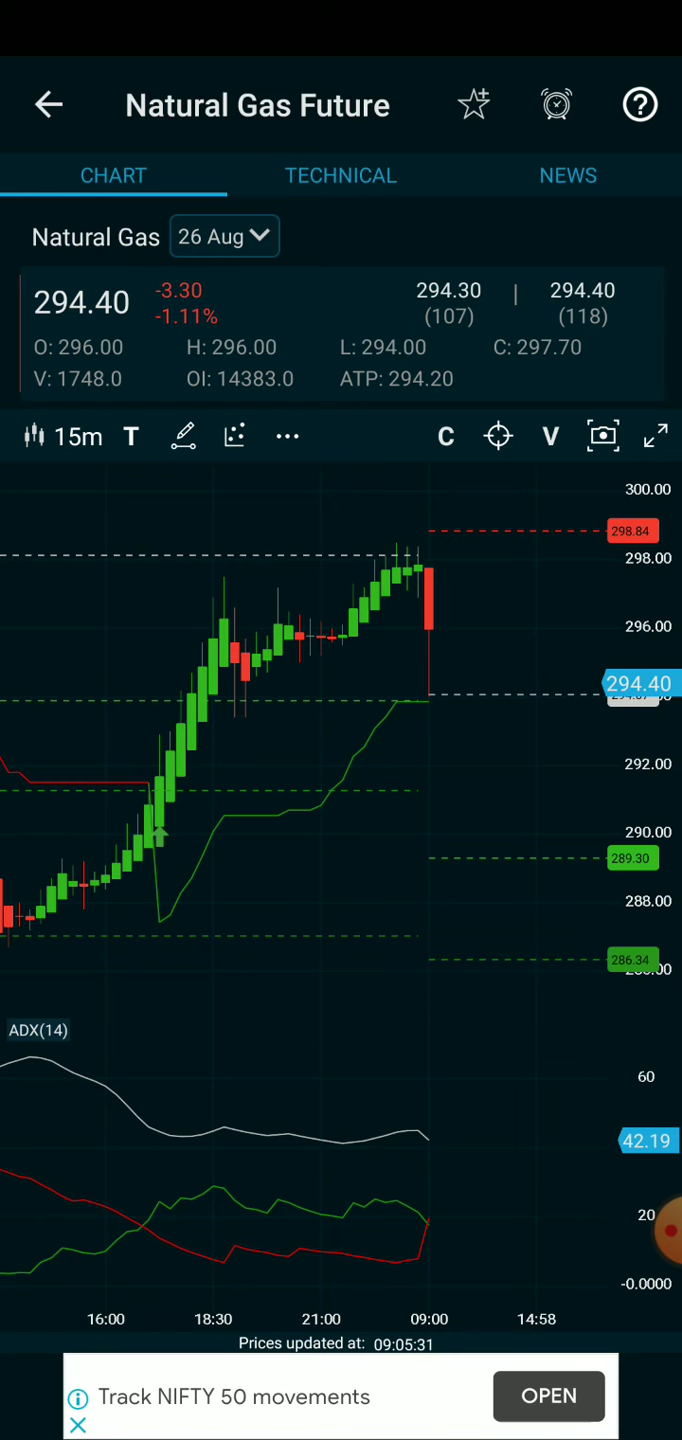 Natural Gas Future
CHART TECHNICAL NEWS
Natural Gas 26 Aug
294.40 -3.30 294.30 | 294.40
-1.11% (107) (118)
O: 296.00 H: 296.00 L: 294.00 C: 297.70
V: 1748.0 OI: 14383.0 ATP: 294.20
15m T C V
300.00
298.84
298.00
296.00
294.40
292.00
290.00
289.30
288.00
286.34
ADX(14)
60
42.19
20
-0.0000
16:00 18:30 21:00 09:00 14:58
Prices updated at: 09:05:31
Track NIFTY 50 movements OPEN